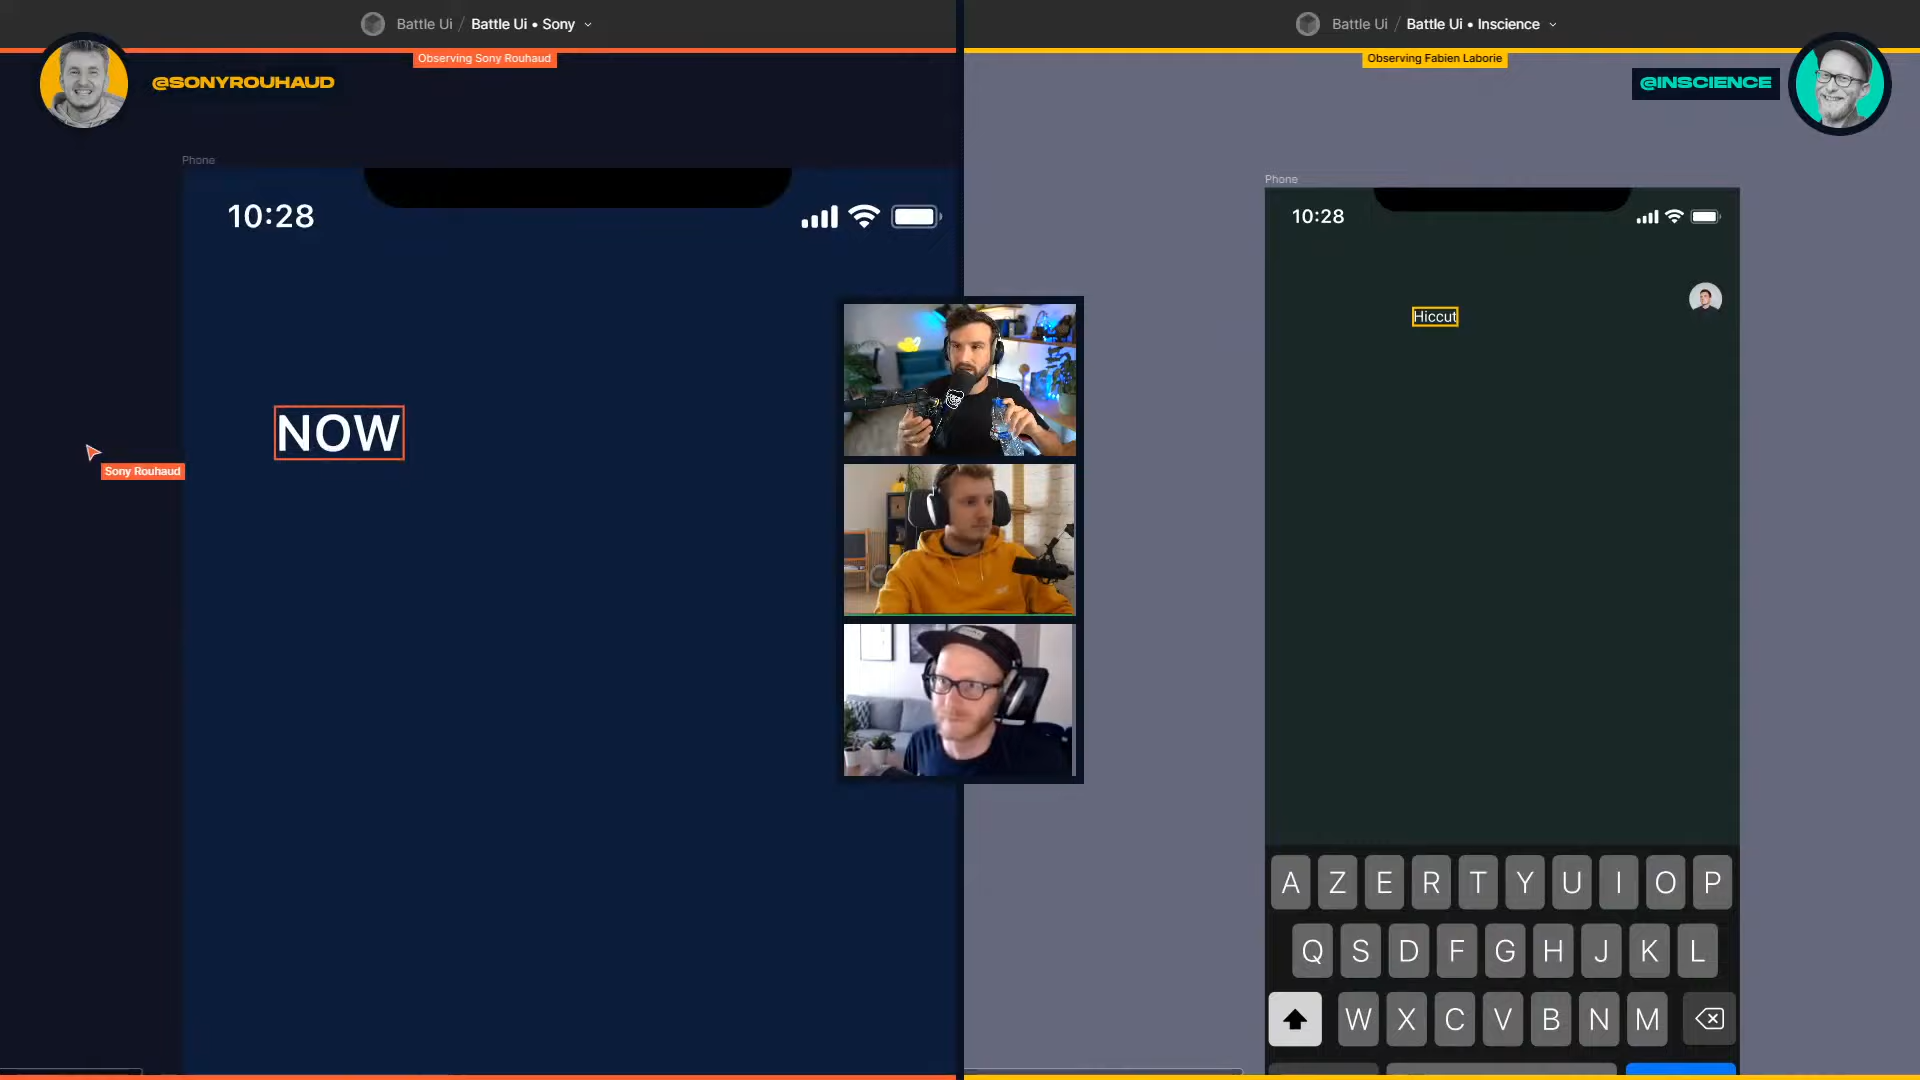 Battle Ui / Battle Ui • Sony
Battle Ui / Battle Ui • Inscience
Observing Sony Rouhaud
Observing Fabien Laborie
@SONYROUHAUD
@INSCIENCE
Phone
10:28
NOW
Sony Rouhaud
Phone
10:28
Hiccut
A Z E R T Y U I O P
Q S D F G H J K L
W X C V B N M